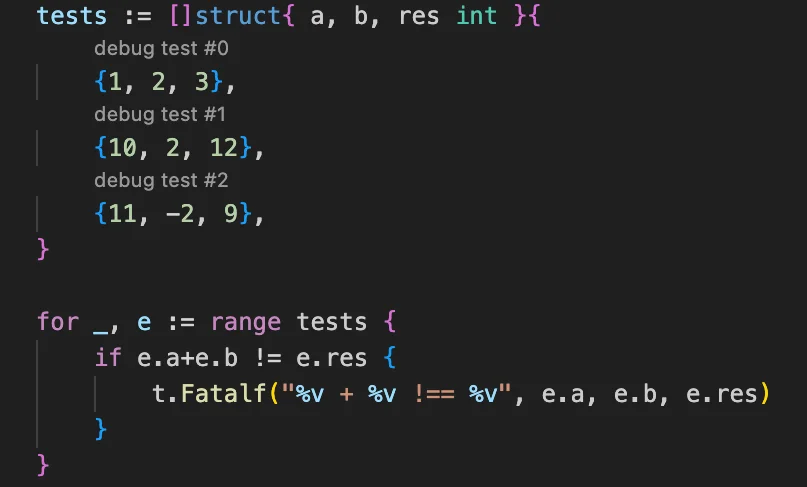 tests := []struct{ a, b, res int }{
debug test #0
{1, 2, 3},
debug test #1
{10, 2, 12},
debug test #2
{11, -2, 9},
}
for _, e := range tests {
if e.a+e.b != e.res {
t.Fatalf("%v + %v !== %v", e.a, e.b, e.res)
}
}